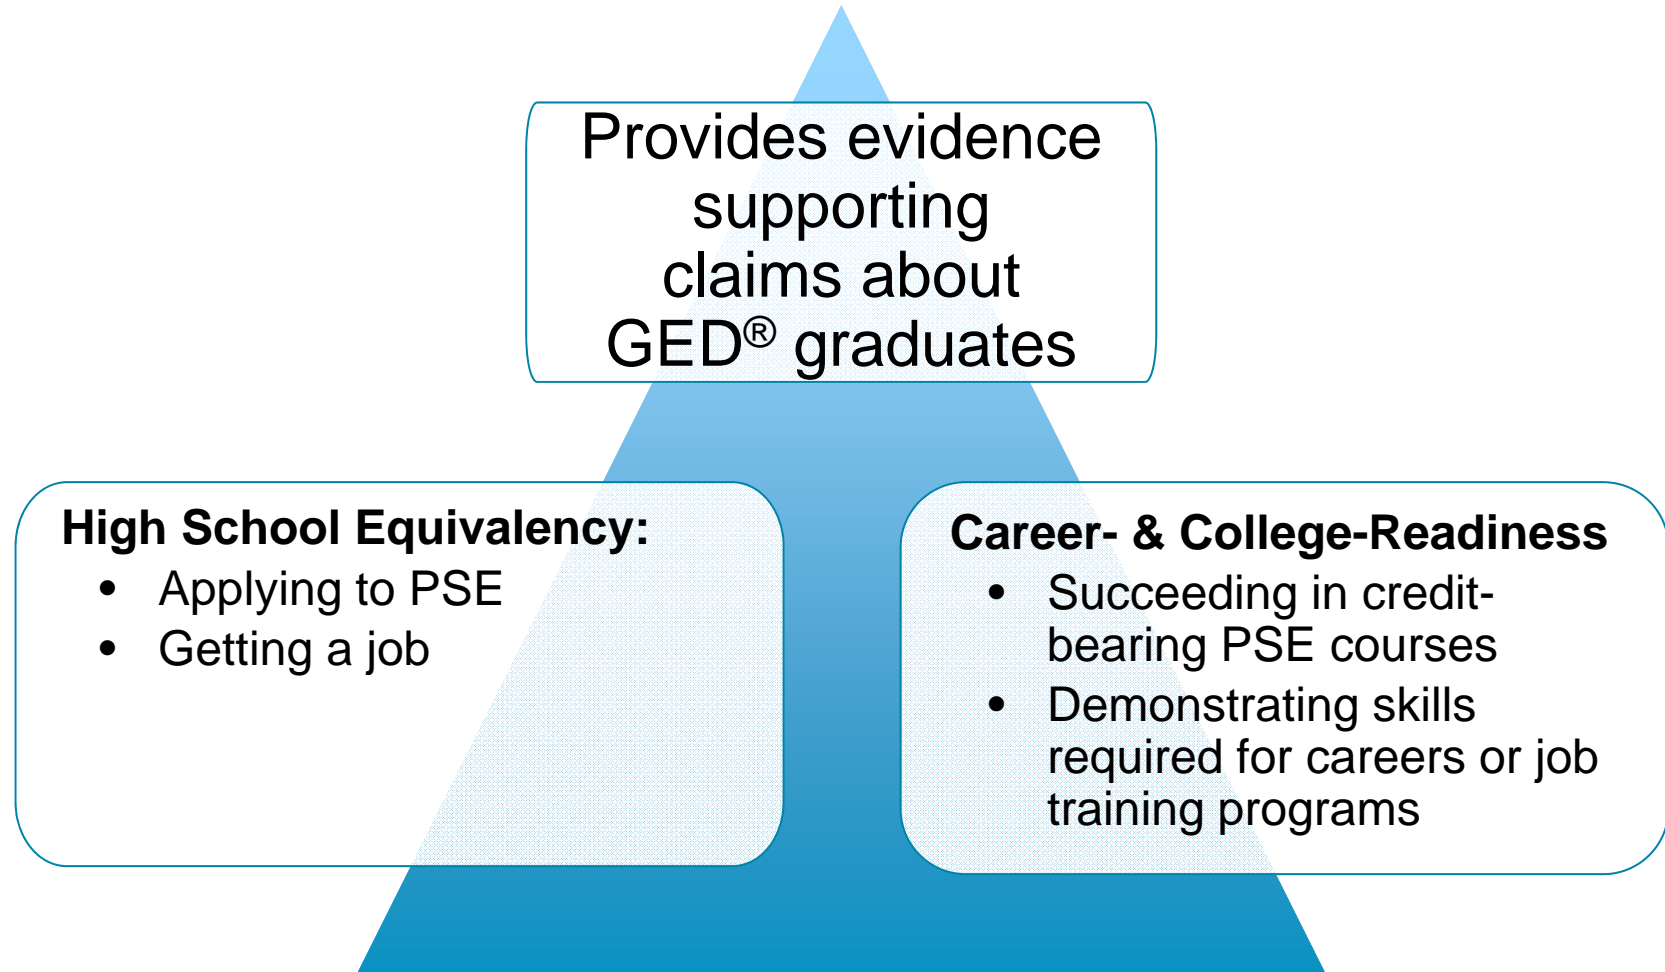 Provides evidence
supporting
claims about
GED® graduates
High School Equivalency:
• Applying to PSE
• Getting a job
Career- & College-Readiness
• Succeeding in credit-
bearing PSE courses
• Demonstrating skills
required for careers or job
training programs